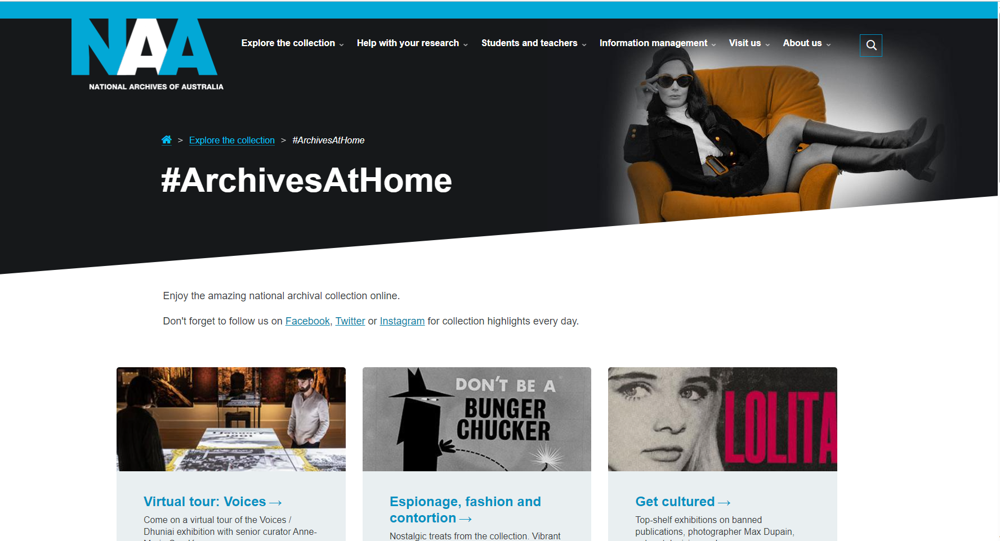 NAA
NATIONAL ARCHIVES OF AUSTRALIA
Explore the collection
Help with your research
Students and teachers
Information management
Visit us
About us
> Explore the collection > #ArchivesAtHome
#ArchivesAtHome
Enjoy the amazing national archival collection online.
Don't forget to follow us on Facebook, Twitter or Instagram for collection highlights every day.
January
1901
Virtual tour: Voices →
Come on a virtual tour of the Voices /
Dhuniai exhibition with senior curator Anne-
DON'T BE A
BUNGER
CHUCKER
Espionage, fashion and
contortion →
Nostalgic treats from the collection. Vibrant
LOLITA
Get cultured →
Top-shelf exhibitions on banned
publications, photographer Max Dupain,